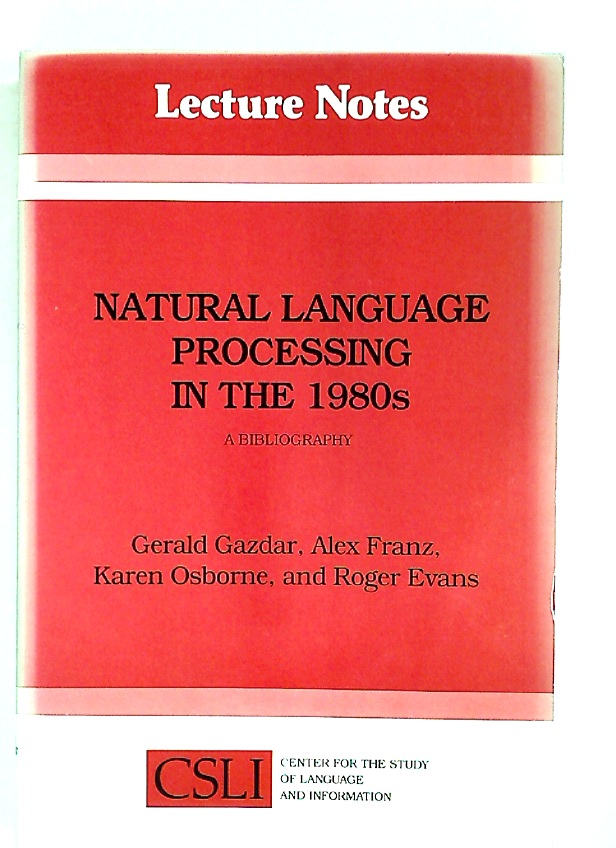 Lecture Notes
NATURAL LANGUAGE
PROCESSING
IN THE 1980s
A BIBLIOGRAPHY
Gerald Gazdar, Alex Franz,
Karen Osborne, and Roger Evans
CSLI
CENTER FOR THE STUDY
OF LANGUAGE
AND INFORMATION